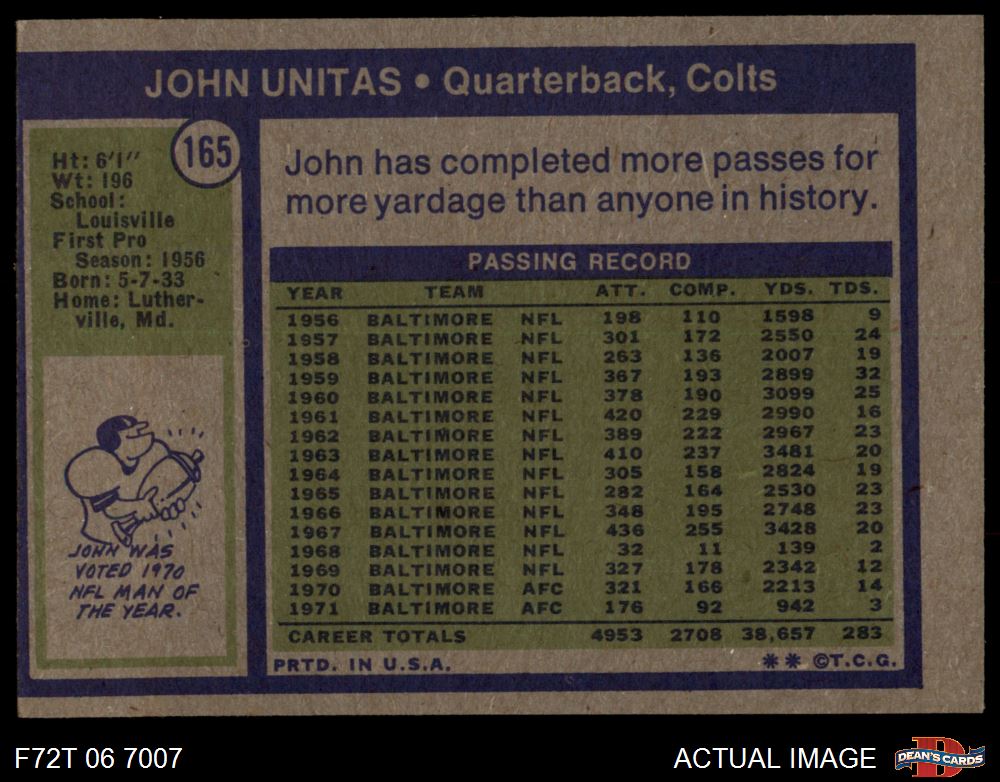 JOHN UNITAS • Quarterback, Colts
165
Ht: 6'1"
Wt: 196
School:
Louisville
First Pro
Season: 1956
Born: 5-7-33
Home: Luther-
ville, Md.
JOHN WAS
VOTED 1970
NFL MAN OF
THE YEAR.
John has completed more passes for
more yardage than anyone in history.
PASSING RECORD
YEAR TEAM ATT. COMP. YDS. TDS.
1956 BALTIMORE NFL 198 110 1598 9
1957 BALTIMORE NFL 301 172 2550 24
1958 BALTIMORE NFL 263 136 2007 19
1959 BALTIMORE NFL 367 193 2899 32
1960 BALTIMORE NFL 378 190 3099 25
1961 BALTIMORE NFL 420 229 2990 16
1962 BALTIMORE NFL 389 222 2967 23
1963 BALTIMORE NFL 410 237 3481 20
1964 BALTIMORE NFL 305 158 2824 19
1965 BALTIMORE NFL 282 164 2530 23
1966 BALTIMORE NFL 348 195 2748 23
1967 BALTIMORE NFL 436 255 3428 20
1968 BALTIMORE NFL 32 11 139 2
1969 BALTIMORE NFL 327 178 2342 12
1970 BALTIMORE AFC 321 166 2213 14
1971 BALTIMORE AFC 176 92 942 3
CAREER TOTALS 4953 2708 38,657 283
PRTD. IN U.S.A. ** ©T.C.G.
F72T 06 7007 ACTUAL IMAGE
D
DEAN'S CARDS